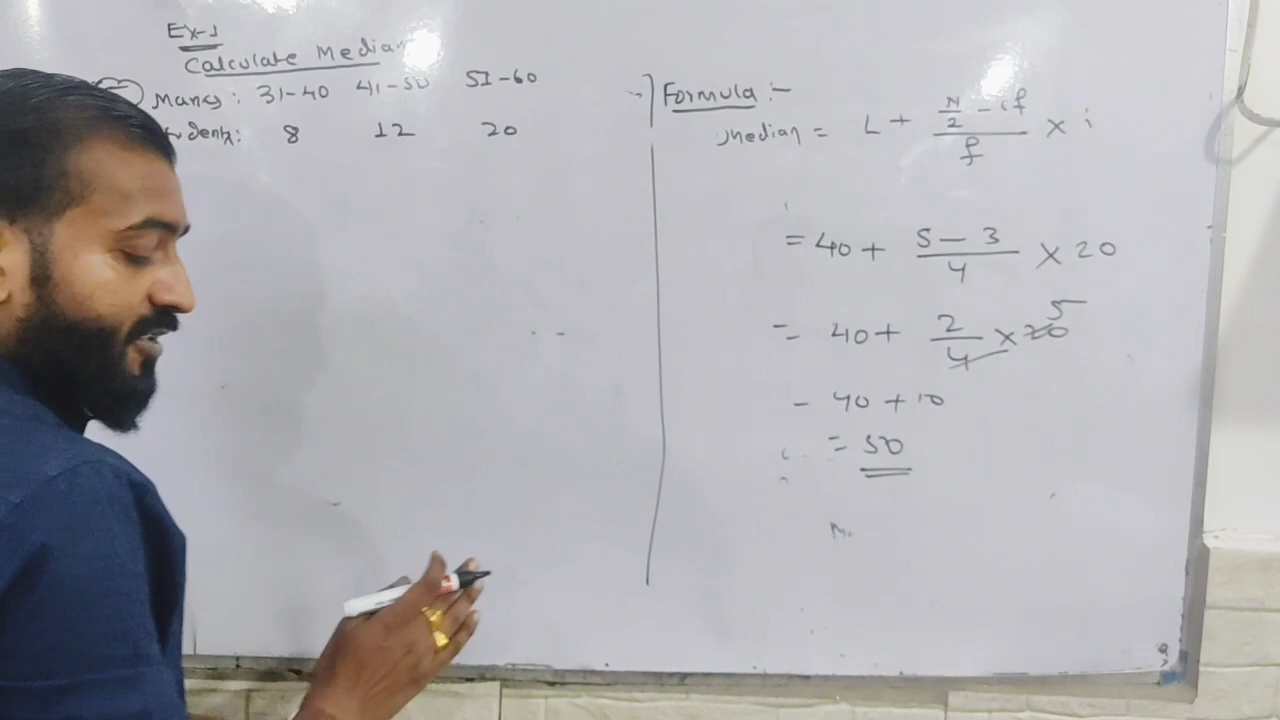 Ex-1
Calculate Median
Marks: 31-40 41-50 51-60
8 12 20
Formula :-
Median = L + N/2 - cf / f × i
= 40 + 5 - 3 / 4 × 20
= 40 + 2 / 4 × 20 5
- 40 + 10
= 50